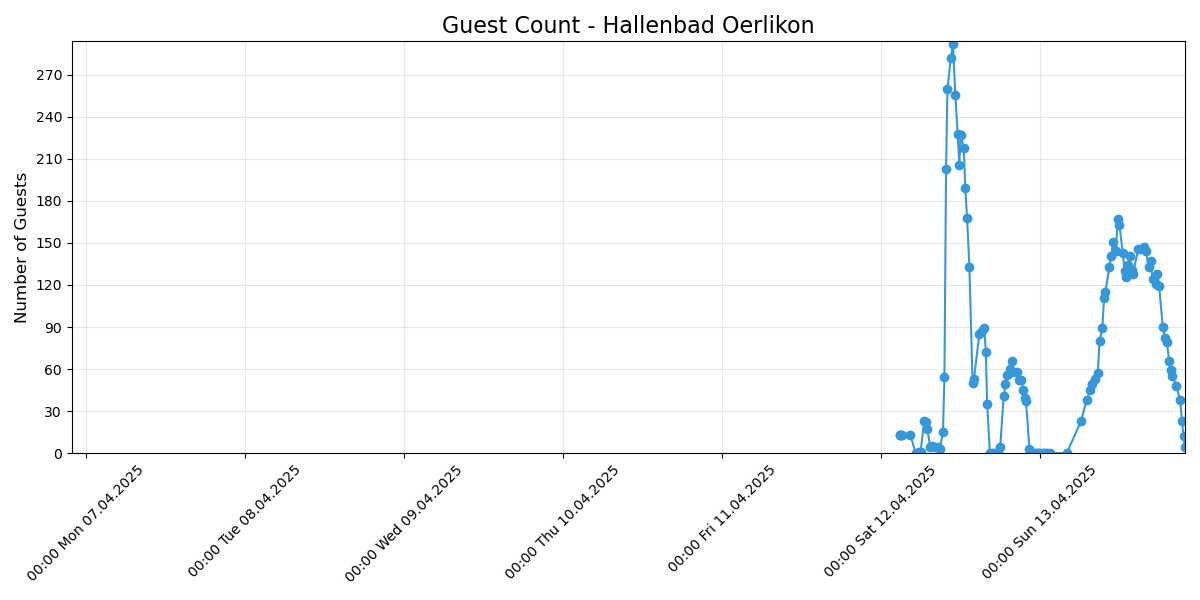 Guest Count - Hallenbad Oerlikon
Number of Guests
270
240
210
180
150
120
90
60
30
0
00:00 Mon 07.04.2025
00:00 Tue 08.04.2025
00:00 Wed 09.04.2025
00:00 Thu 10.04.2025
00:00 Fri 11.04.2025
00:00 Sat 12.04.2025
00:00 Sun 13.04.2025